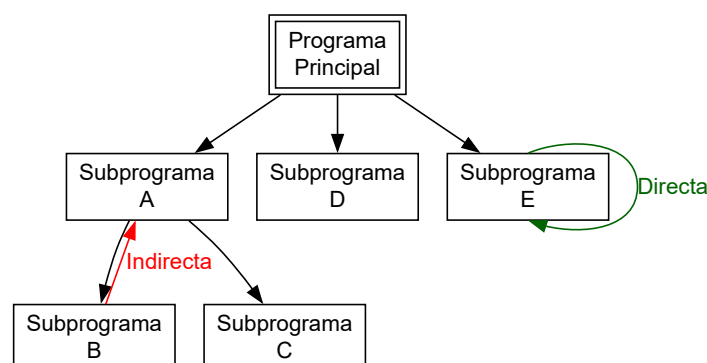 Programa
Principal
Subprograma
A
Subprograma
D
Subprograma
E
Directa
Indirecta
Subprograma
B
Subprograma
C